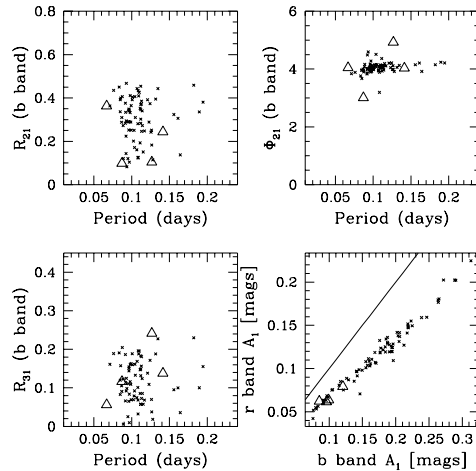 0.8
0.6
0.4
0.2
0
R21 (b band)
0.05 0.1 0.15 0.2
Period (days)
6
4
2
0
Φ21 (b band)
0.05 0.1 0.15 0.2
Period (days)
0.4
0.3
0.2
0.1
0
R31 (b band)
0.05 0.1 0.15 0.2
Period (days)
0.2
0.15
0.1
0.05
r band A1 [mags]
0.1 0.15 0.2 0.25 0.3
b band A1 [mags]